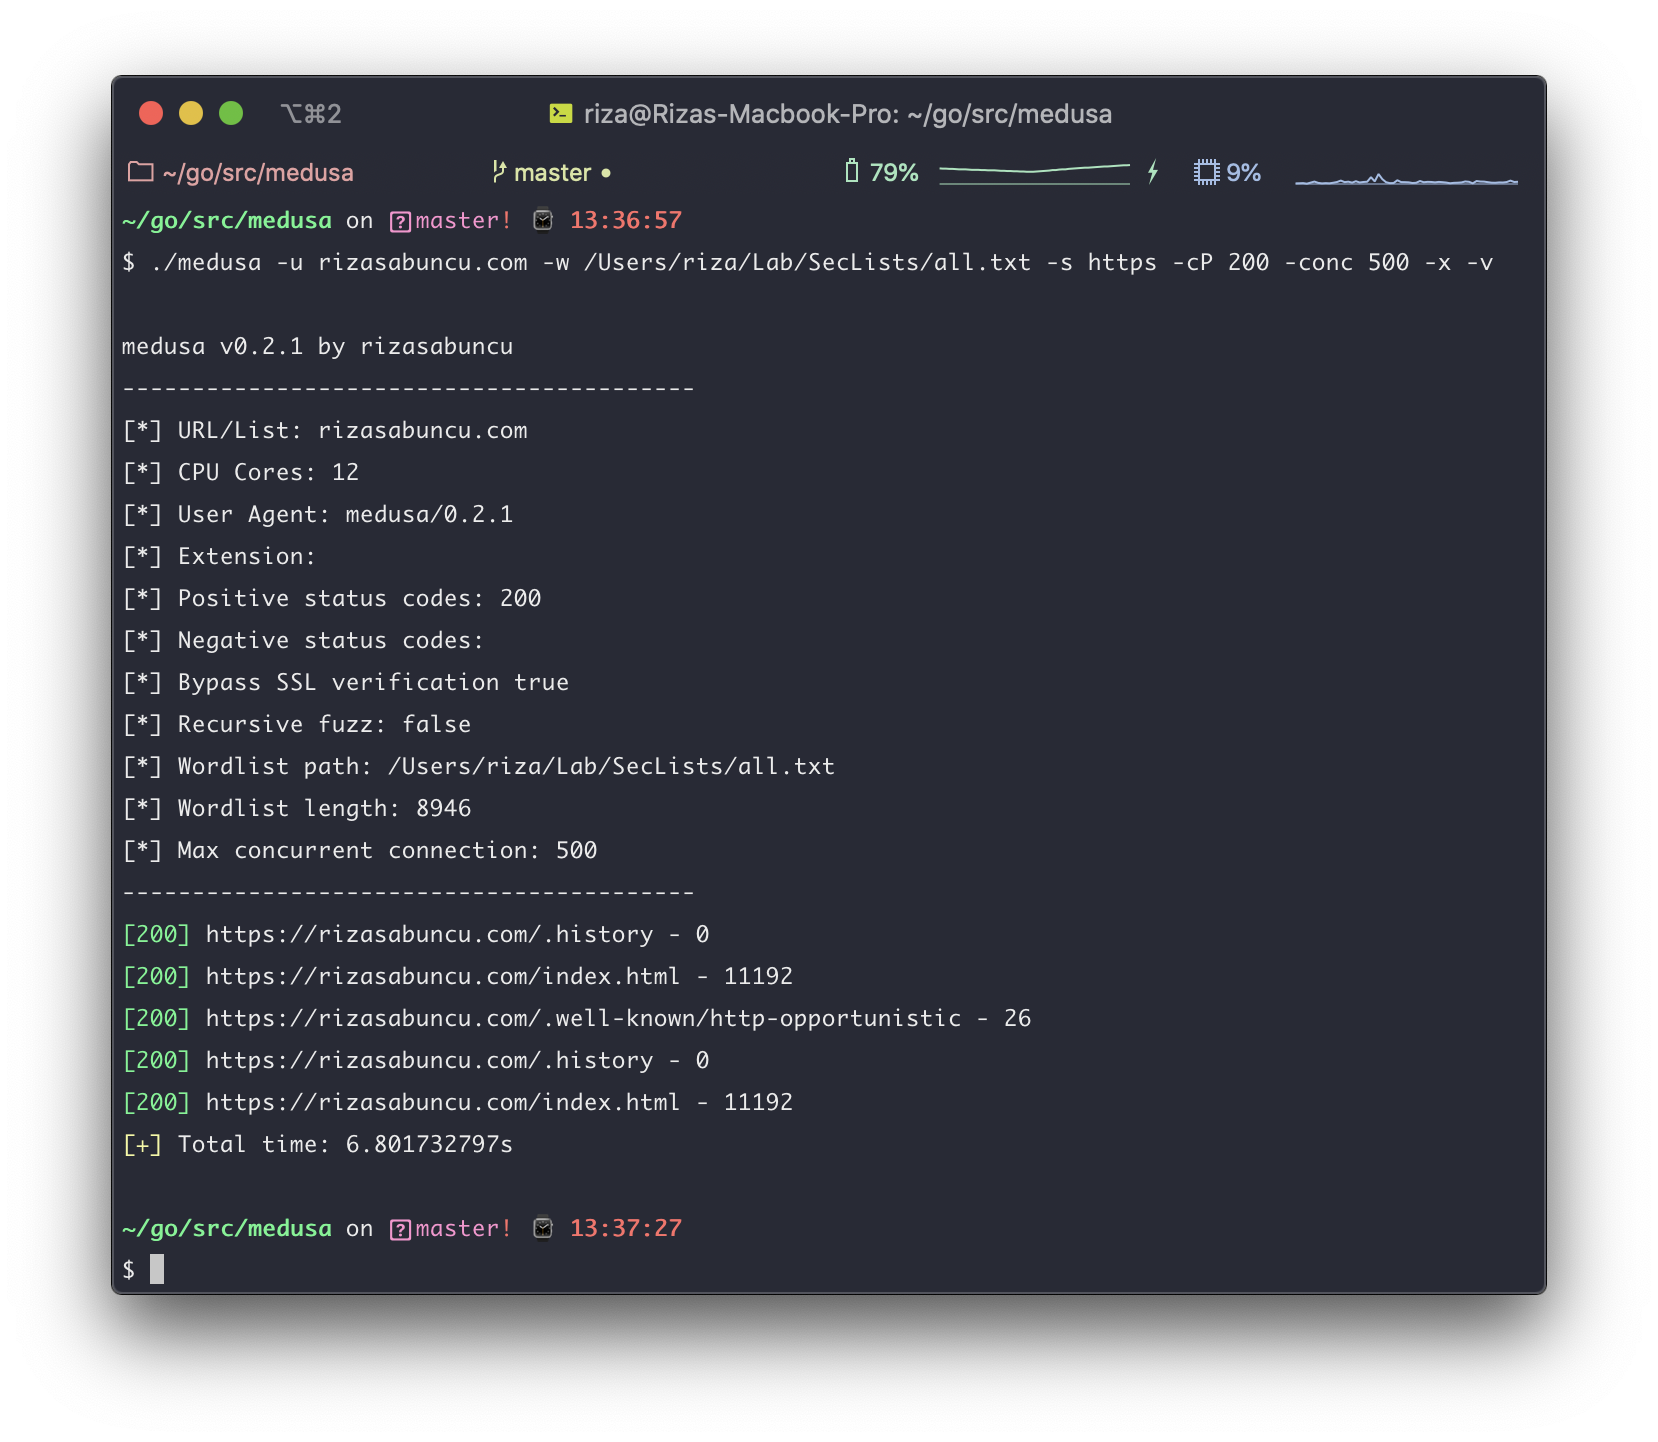 ⌥⌘2 riza@Rizas-Macbook-Pro: ~/go/src/medusa
~/go/src/medusa master • 79% 9%
~/go/src/medusa on master! 13:36:57
$ ./medusa -u rizasabuncu.com -w /Users/riza/Lab/SecLists/all.txt -s https -cP 200 -conc 500 -x -v
medusa v0.2.1 by rizasabuncu
-----------------------------------------
[*] URL/List: rizasabuncu.com
[*] CPU Cores: 12
[*] User Agent: medusa/0.2.1
[*] Extension:
[*] Positive status codes: 200
[*] Negative status codes:
[*] Bypass SSL verification true
[*] Recursive fuzz: false
[*] Wordlist path: /Users/riza/Lab/SecLists/all.txt
[*] Wordlist length: 8946
[*] Max concurrent connection: 500
-----------------------------------------
[200] https://rizasabuncu.com/.history - 0
[200] https://rizasabuncu.com/index.html - 11192
[200] https://rizasabuncu.com/.well-known/http-opportunistic - 26
[200] https://rizasabuncu.com/.history - 0
[200] https://rizasabuncu.com/index.html - 11192
[+] Total time: 6.801732797s
~/go/src/medusa on master! 13:37:27
$